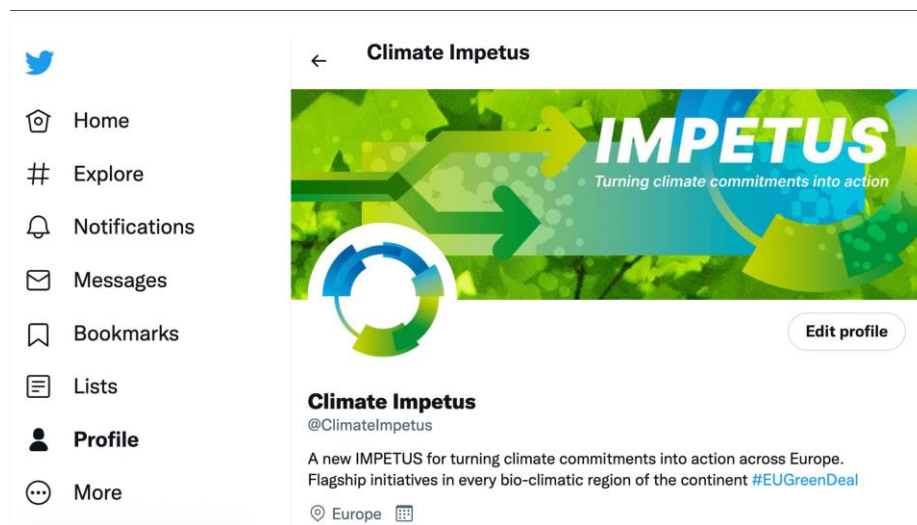 Climate Impetus
Home
Explore
Notifications
Messages
Bookmarks
Lists
Profile
More
IMPETUS
Turning climate commitments into action
Edit profile
Climate Impetus
@ClimateImpetus
A new IMPETUS for turning climate commitments into action across Europe.
Flagship initiatives in every bio-climatic region of the continent #EUGreenDeal
Europe